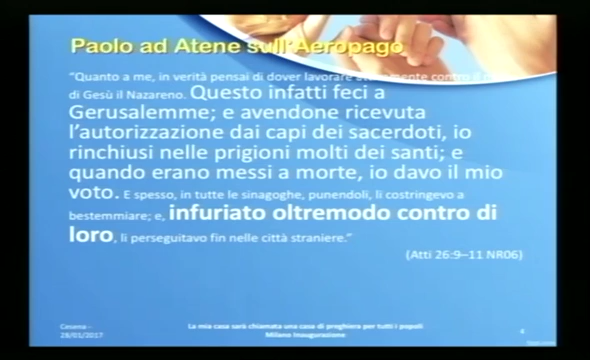 Paolo ad Atene sull'Aeropago
“Quanto a me, in verità pensai di dover lavorare attivamente contro il
di Gesù il Nazareno. Questo infatti feci a
Gerusalemme; e avendone ricevuta
l’autorizzazione dai capi dei sacerdoti, io
rinchiusi nelle prigioni molti dei santi; e
quando erano messi a morte, io davo il mio
voto. E spesso, in tutte le sinagoghe, punendoli, li costringevo a
bestemmiare; e, infuriato oltremodo contro di
loro, li perseguitavo fin nelle città straniere.”
(Atti 26:9–11 NR06)
Cesena -
28/01/2017
La mia casa sarà chiamata una casa di preghiera per tutti i popoli
Milano Inaugurazione
4